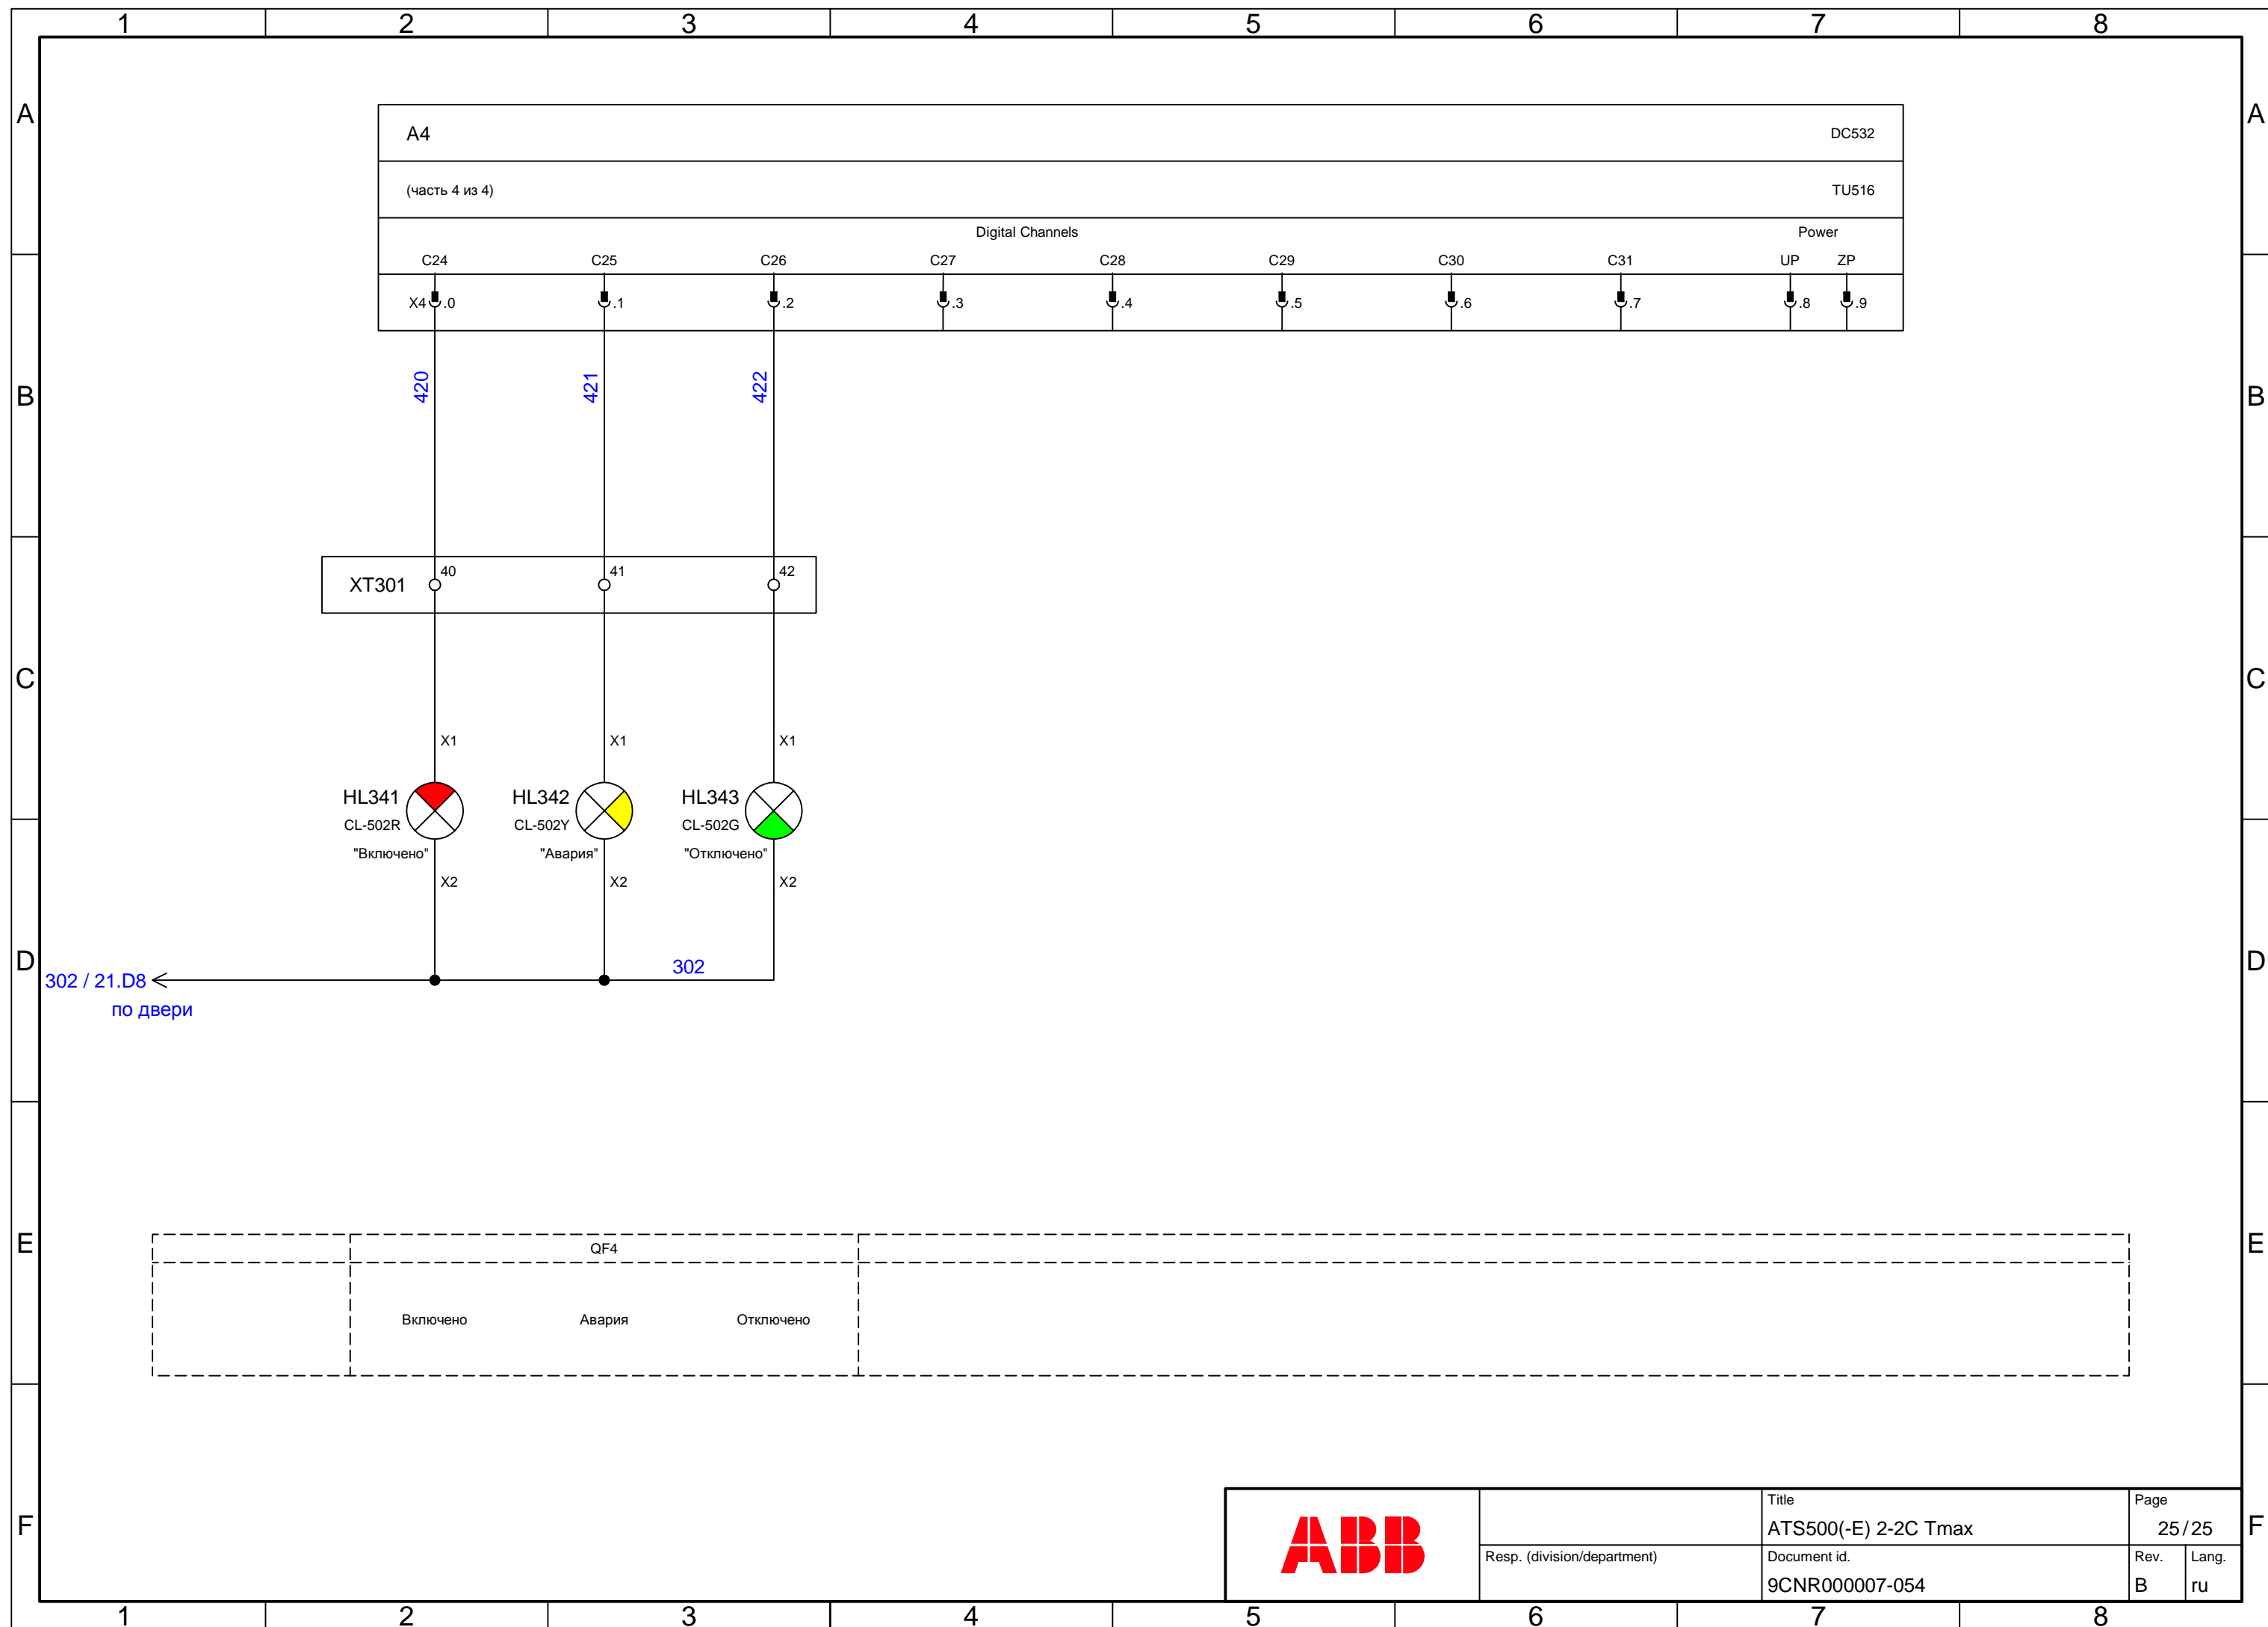 1 2 3 4 5 6 7 8
A A
A4 DC532
(часть 4 из 4) TU516
Digital Channels Power
C24 C25 C26 C27 C28 C29 C30 C31 UP ZP
X4 .0 .1 .2 .3 .4 .5 .6 .7 .8 .9
420 421 422
B B
XT301 40 41 42
C C
X1 X1 X1
HL341 HL342 HL343
CL-502R CL-502Y CL-502G
"Включено" "Авария" "Отключено"
X2 X2 X2
D D
302
302 / 21.D8
по двери
E E
QF4
Включено Авария Отключено
F F
ABB
Title
ATS500(-E) 2-2C Tmax
Page
25/25
Resp. (division/department)
Document id.
9CNR000007-054
Rev.
B
Lang.
ru
1 2 3 4 5 6 7 8